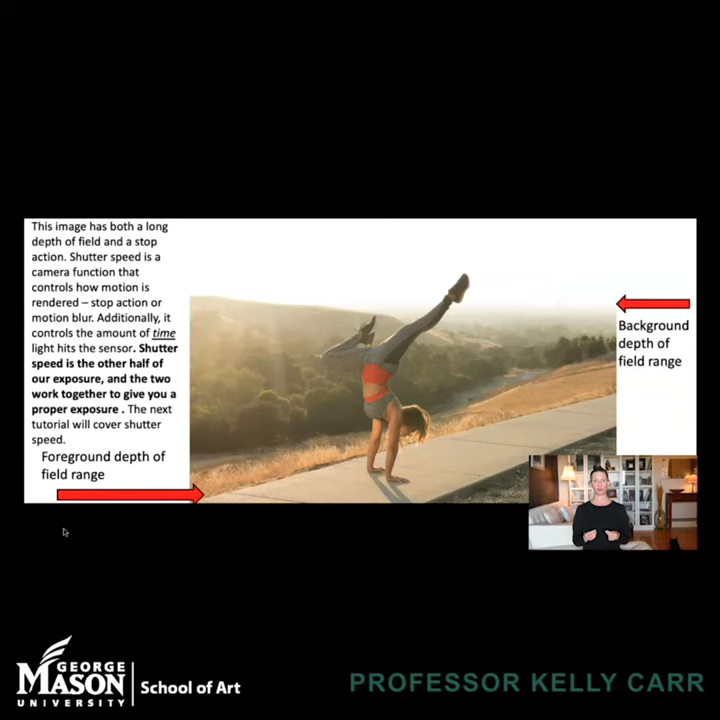 This image has both a long
depth of field and a stop
action. Shutter speed is a
camera function that
controls how motion is
rendered – stop action or
motion blur. Additionally, it
controls the amount of time
light hits the sensor. Shutter
speed is the other half of
our exposure, and the two
work together to give you a
proper exposure . The next
tutorial will cover shutter
speed.
Foreground depth of
field range
Background
depth of
field range
GEORGE
MASON
UNIVERSITY
School of Art
PROFESSOR KELLY CARR